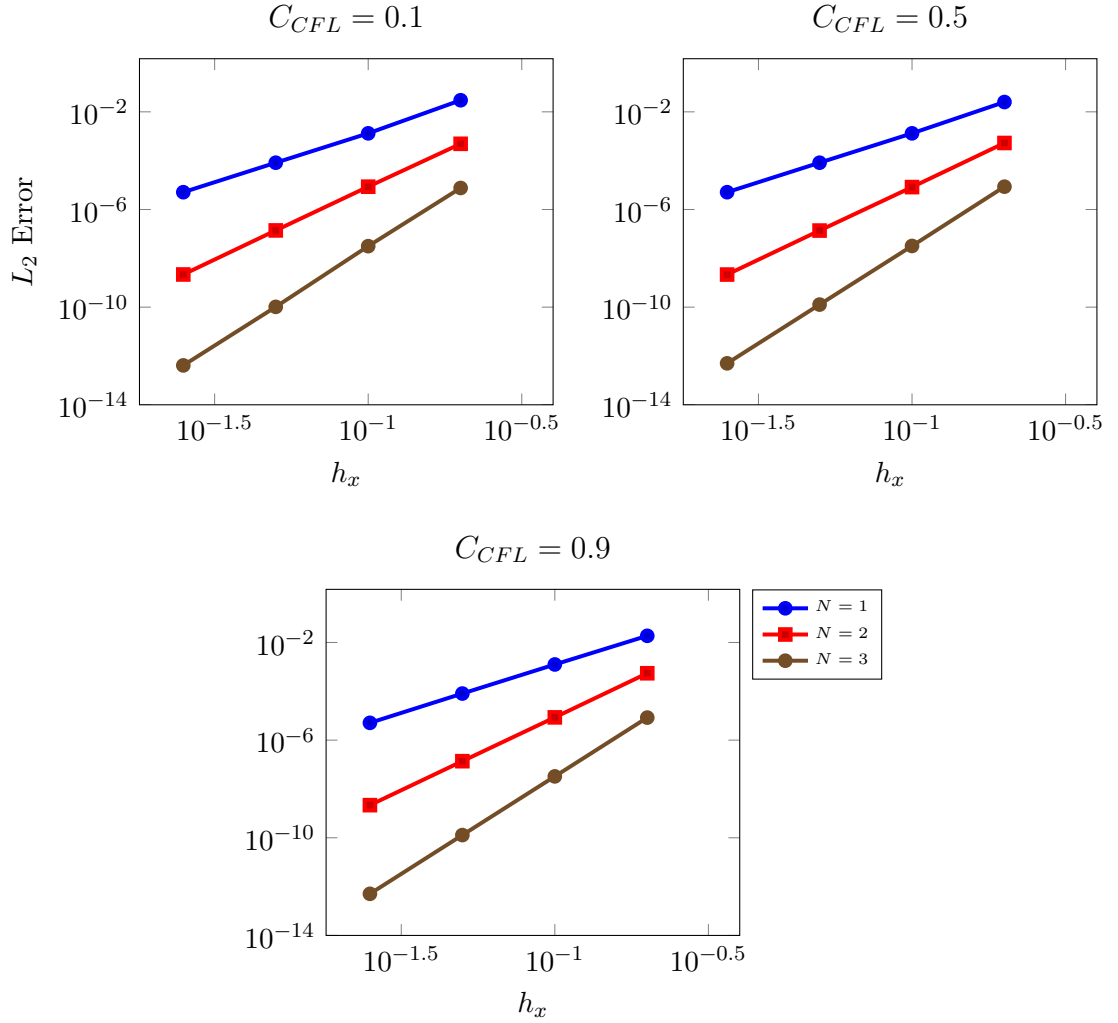 $C_{CFL} = 0.1$
$10^{-2}$
$10^{-6}$
$10^{-10}$
$10^{-14}$
$L_2$ Error
$10^{-1.5}$ $10^{-1}$ $10^{-0.5}$
$h_x$
$C_{CFL} = 0.5$
$10^{-2}$
$10^{-6}$
$10^{-10}$
$10^{-14}$
$10^{-1.5}$ $10^{-1}$ $10^{-0.5}$
$h_x$
$C_{CFL} = 0.9$
$10^{-2}$
$10^{-6}$
$10^{-10}$
$10^{-14}$
$10^{-1.5}$ $10^{-1}$ $10^{-0.5}$
$h_x$
$N = 1$
$N = 2$
$N = 3$